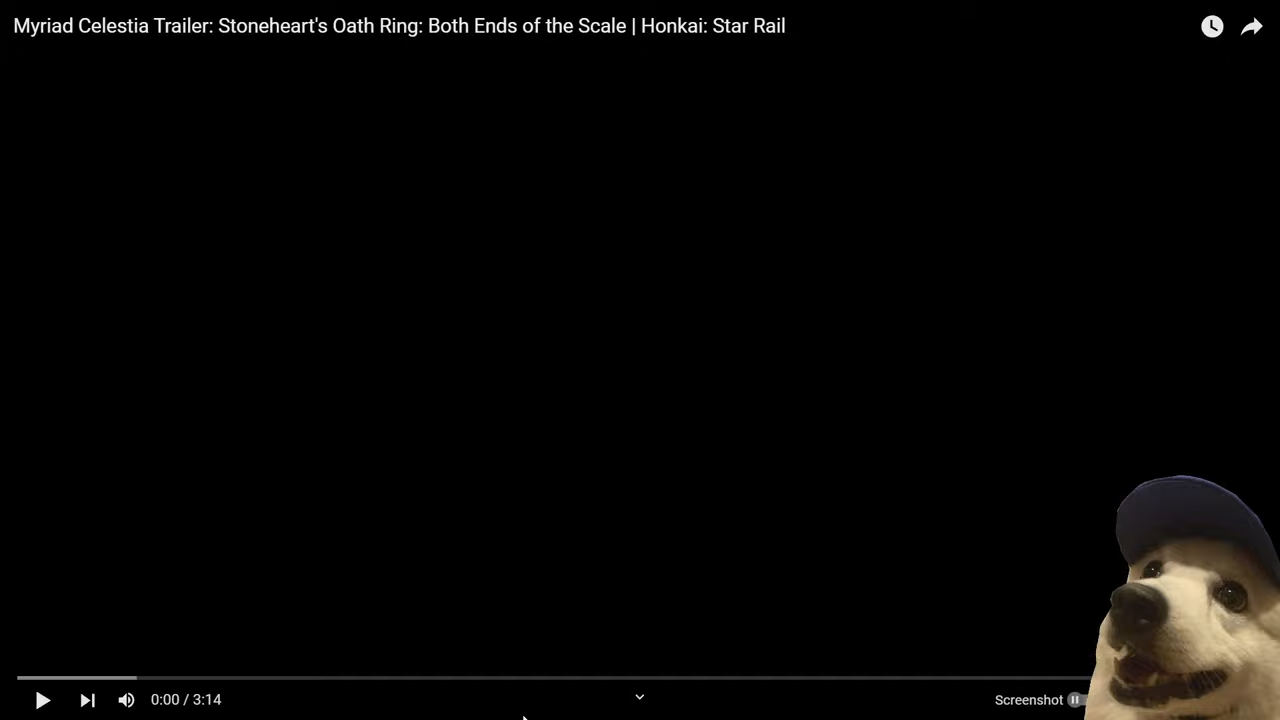 Myriad Celestia Trailer: Stoneheart's Oath Ring: Both Ends of the Scale | Honkai: Star Rail
0:00 / 3:14
Screenshot